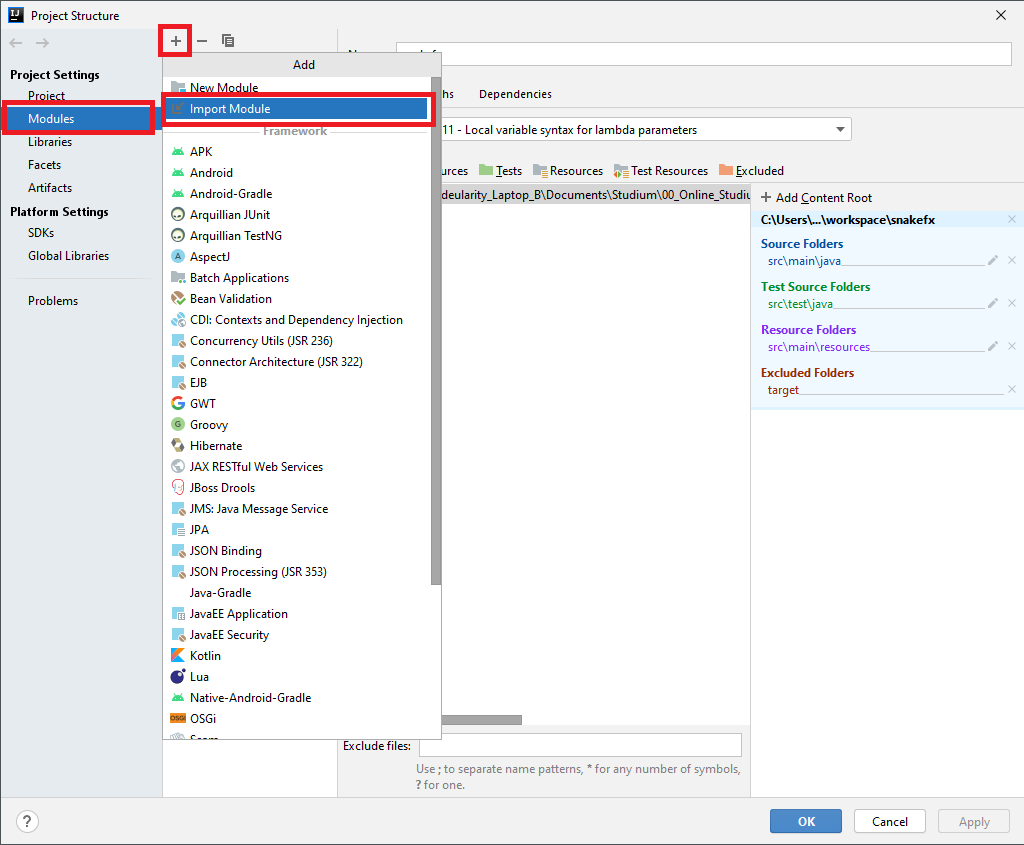 Project Structure
Add
Project Settings
Project
Modules
Libraries
Facets
Artifacts
Platform Settings
SDKs
Global Libraries
Problems
New Module
Import Module
Framework
APK
Android
Android-Gradle
Arquillian JUnit
Arquillian TestNG
AspectJ
Batch Applications
Bean Validation
CDI: Contexts and Dependency Injection
Concurrency Utils (JSR 236)
Connector Architecture (JSR 322)
EJB
GWT
Groovy
Hibernate
JAX RESTful Web Services
JBoss Drools
JMS: Java Message Service
JPA
JSON Binding
JSON Processing (JSR 353)
Java-Gradle
JavaEE Application
JavaEE Security
Kotlin
Lua
Native-Android-Gradle
OSGi
hs Dependencies
11 - Local variable syntax for lambda parameters
urces Tests Resources Test Resources Excluded
deularity_Laptop_B\Documents\Studium\00_Online_Studiu
Add Content Root
C:\Users\...\workspace\snakefx
Source Folders
src\main\java
Test Source Folders
src\test\java
Resource Folders
src\main\resources
Excluded Folders
target
Exclude files:
Use ; to separate name patterns, * for any number of symbols,
? for one.
?
OK Cancel Apply